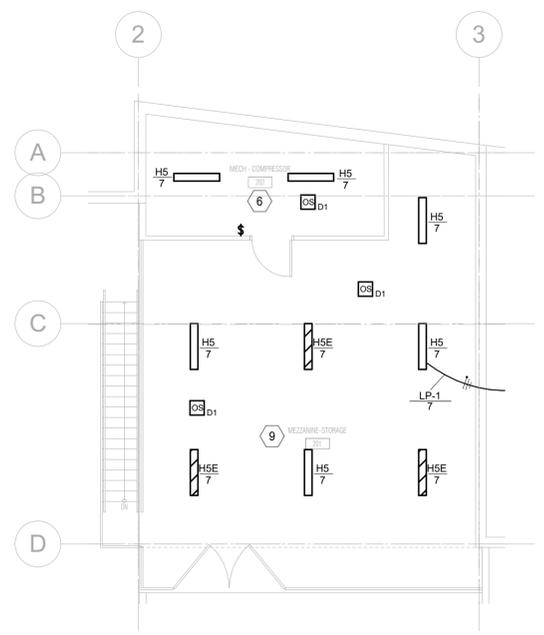 2
3
A
MECH - COMPRESSOR
H5
7
H5
7
202
B
6
OS
D1
$
H5
7
OS
D1
C
H5
7
H5E
7
H5
7
LP-1
7
OS
D1
9
MEZZANINE-STORAGE
201
H5E
7
H5
7
H5E
7
DN
D